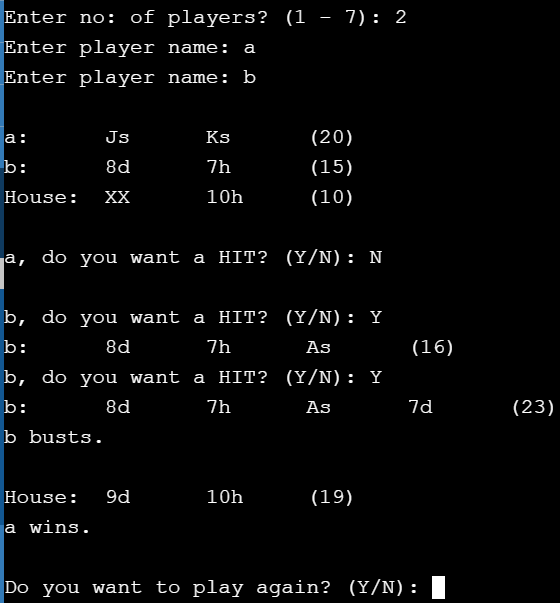 Enter no: of players? (1 - 7): 2
Enter player name: a
Enter player name: b
a: Js Ks (20)
b: 8d 7h (15)
House: XX 10h (10)
a, do you want a HIT? (Y/N): N
b, do you want a HIT? (Y/N): Y
b: 8d 7h As (16)
b, do you want a HIT? (Y/N): Y
b: 8d 7h As 7d (23)
b busts.
House: 9d 10h (19)
a wins.
Do you want to play again? (Y/N):